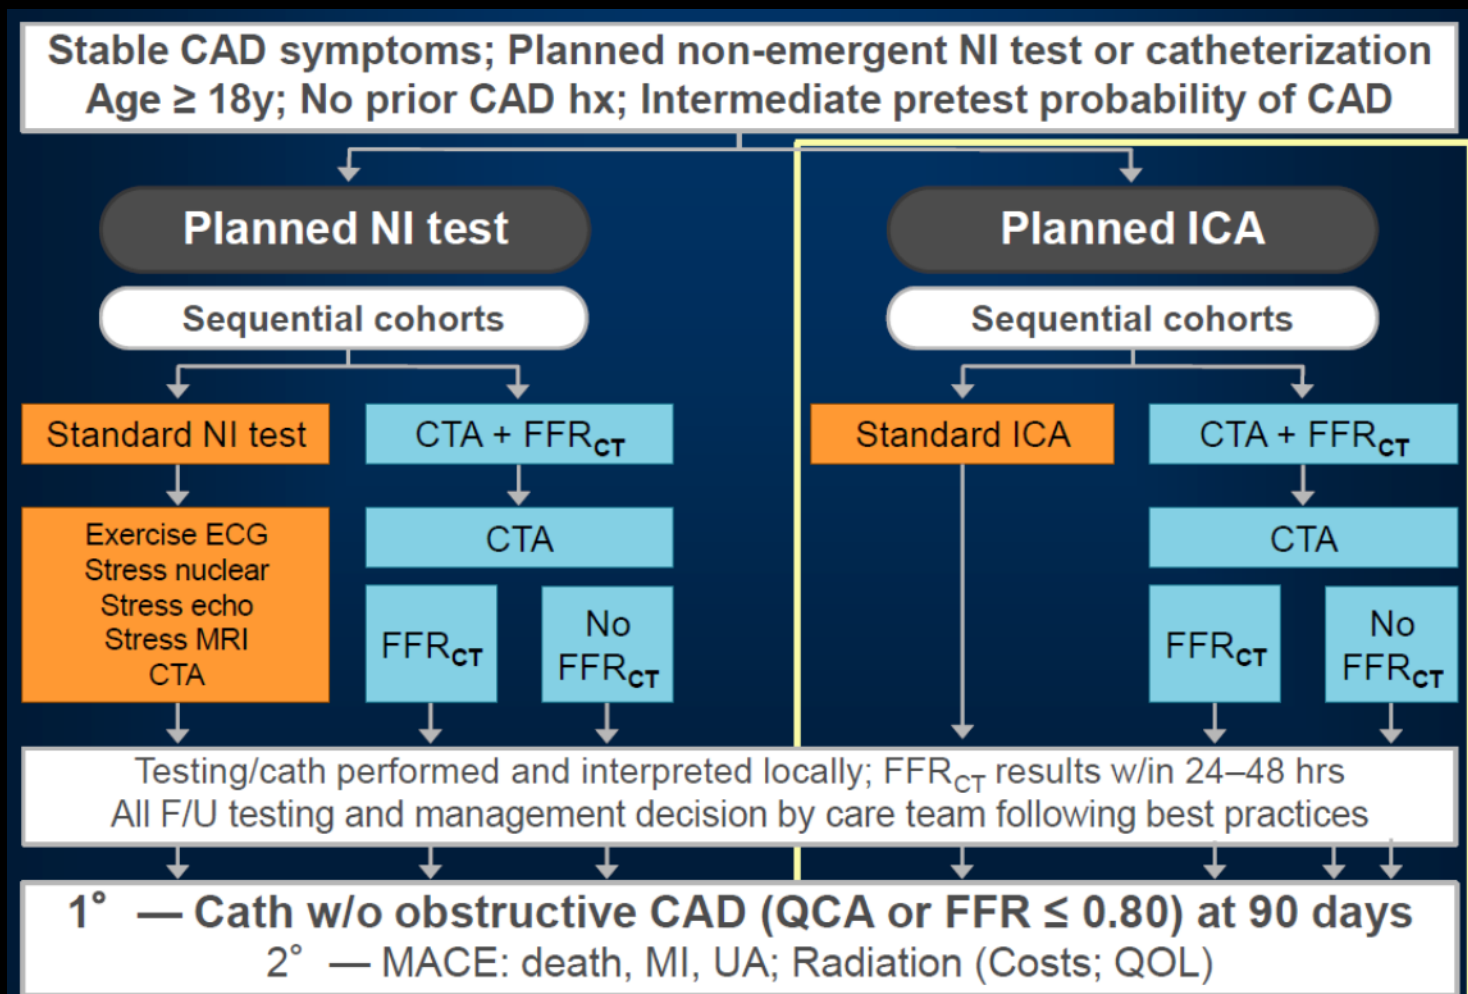 Stable CAD symptoms; Planned non-emergent NI test or catheterization
Age ≥ 18y; No prior CAD hx; Intermediate pretest probability of CAD
Planned NI test
Planned ICA
Sequential cohorts
Sequential cohorts
Standard NI test
CTA + FFRCT
Standard ICA
CTA + FFRCT
Exercise ECG
Stress nuclear
Stress echo
Stress MRI
CTA
CTA
FFRCT
No
FFRCT
CTA
FFRCT
No
FFRCT
Testing/cath performed and interpreted locally; FFRCT results w/in 24–48 hrs
All F/U testing and management decision by care team following best practices
1° — Cath w/o obstructive CAD (QCA or FFR ≤ 0.80) at 90 days
2° — MACE: death, MI, UA; Radiation (Costs; QOL)